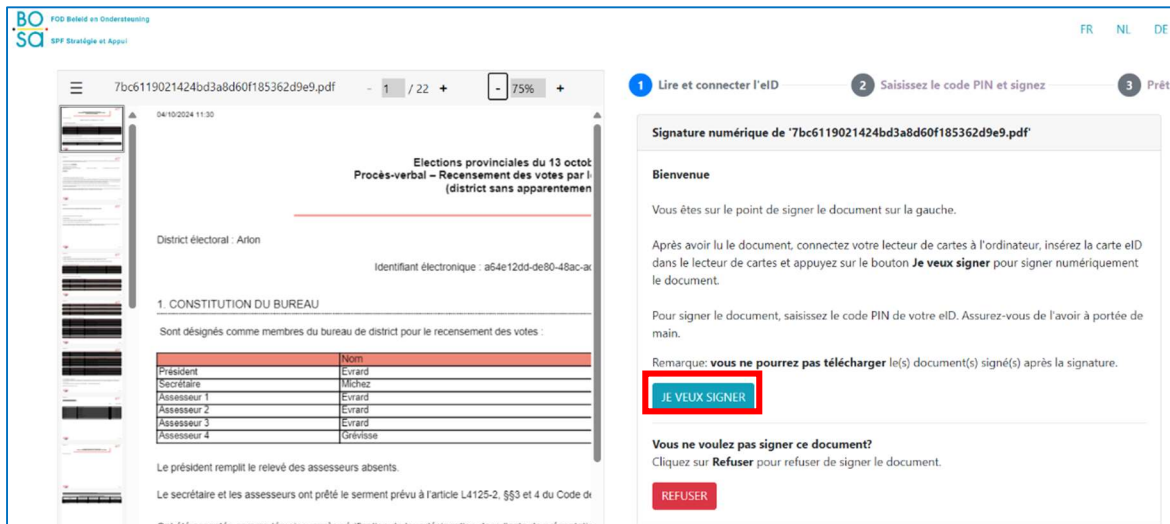 BOSA
FOD Beleid en Ondersteuning
SPF Stratégie et Appui
FR NL DE
7bc6119021424bd3a8d60f185362d9e9.pdf - 1 / 22 + - 75% +
04/10/2024 11:30
Elections provinciales du 13 octob
Procès-verbal – Recensement des votes par l
(district sans apparentemen
District électoral : Arlon
Identifiant électronique : a64e12dd-de80-48ac-a
1. CONSTITUTION DU BUREAU
Sont désignés comme membres du bureau de district pour le recensement des votes :
Nom
Président Evrard
Secrétaire Michez
Assesseur 1 Evrard
Assesseur 2 Evrard
Assesseur 3 Evrard
Assesseur 4 Grévisse
Le président remplit le relevé des assesseurs absents.
Le secrétaire et les assesseurs ont prêté le serment prévu à l'article L4125-2, §§3 et 4 du Code de
1 Lire et connecter l'eID 2 Saisissez le code PIN et signez 3 Prêt
Signature numérique de '7bc6119021424bd3a8d60f185362d9e9.pdf'
Bienvenue
Vous êtes sur le point de signer le document sur la gauche.
Après avoir lu le document, connectez votre lecteur de cartes à l'ordinateur, insérez la carte eID
dans le lecteur de cartes et appuyez sur le bouton Je veux signer pour signer numériquement
le document.
Pour signer le document, saisissez le code PIN de votre eID. Assurez-vous de l'avoir à portée de
main.
Remarque: vous ne pourrez pas télécharger le(s) document(s) signé(s) après la signature.
JE VEUX SIGNER
Vous ne voulez pas signer ce document?
Cliquez sur Refuser pour refuser de signer le document.
REFUSER